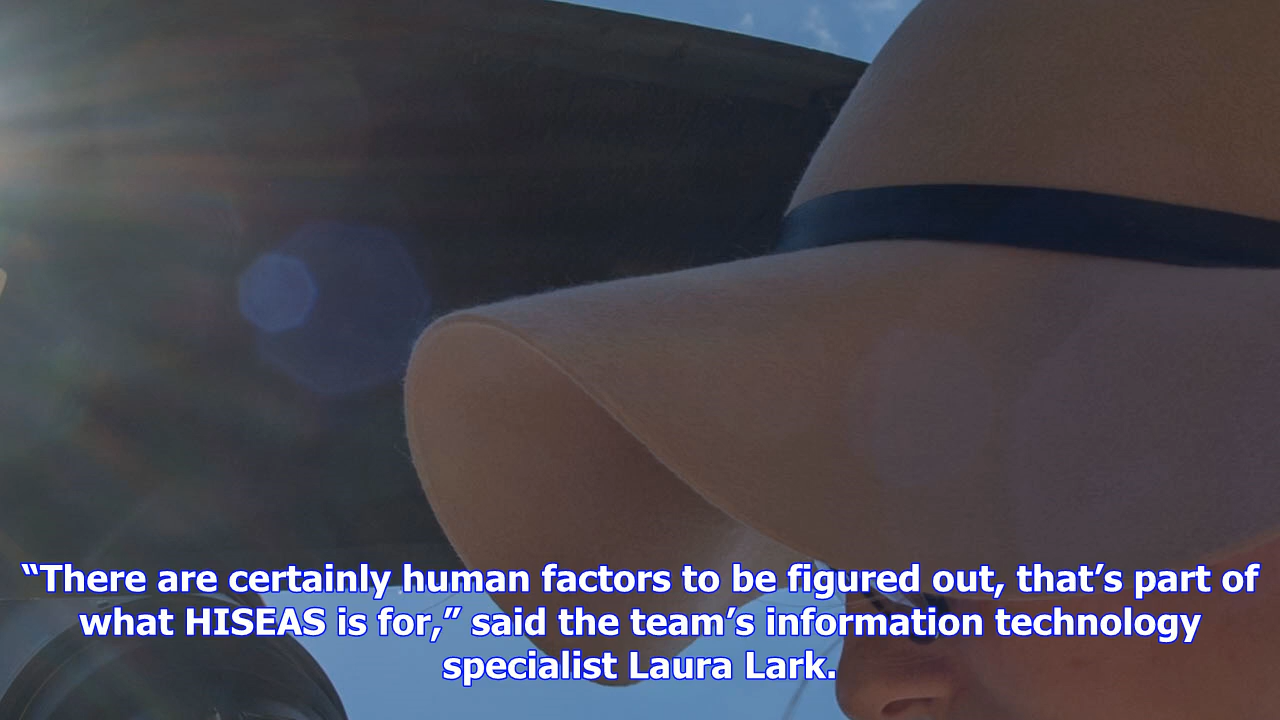 “There are certainly human factors to be figured out, that’s part of
what HISEAS is for,” said the team’s information technology
specialist Laura Lark.